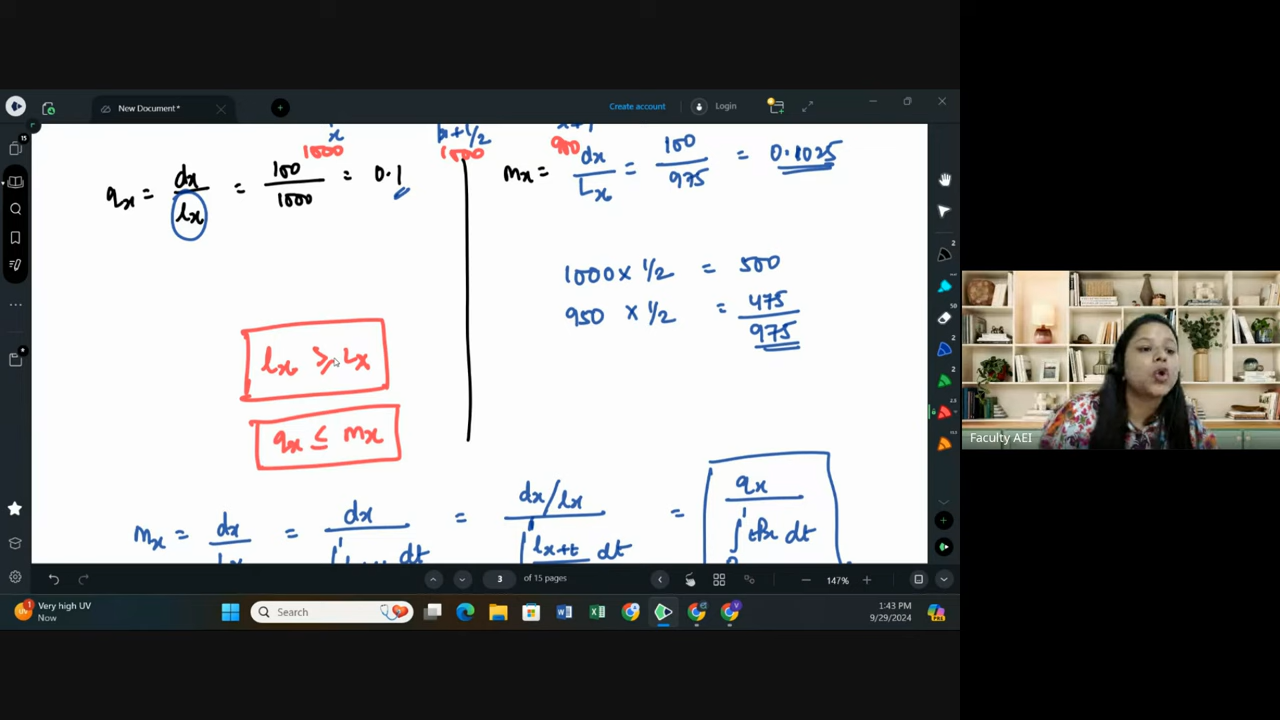 New Document*
Create account
Login
x
1000
x+1/2
1000
x+1
900
qx = dx/lx = 100/1000 = 0.1
mx = dx/Lx = 100/975 = 0.1025
1000 x 1/2 = 500
950 x 1/2 = 475
975
lx ≥ Lx
qx ≤ mx
mx = dx/Lx = dx/∫ lx+t dt = dx/lx / ∫ lx+t dt = qx / ∫₀¹ tPx dt
Faculty AEI
3 of 15 pages
147%
Very high UV
Now
Search
1:43 PM
9/29/2024